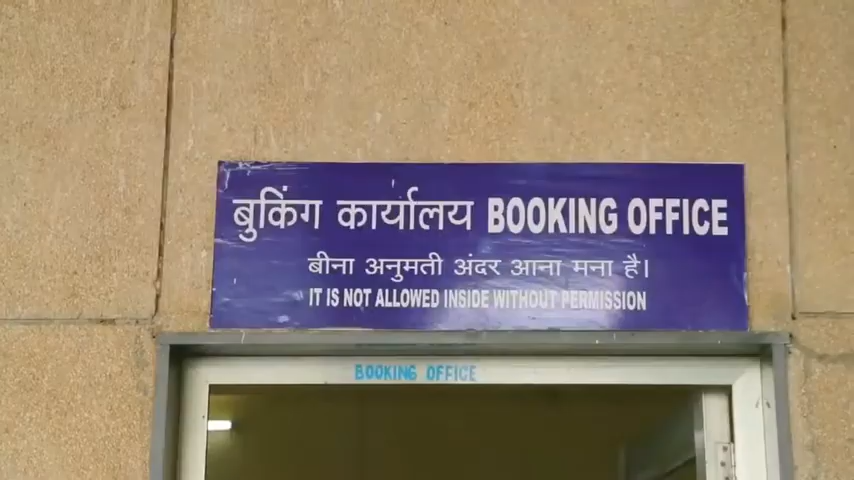 बुकिंग कार्यालय BOOKING OFFICE
बीना अनुमती अंदर आना मना है।
IT IS NOT ALLOWED INSIDE WITHOUT PERMISSION
BOOKING OFFICE